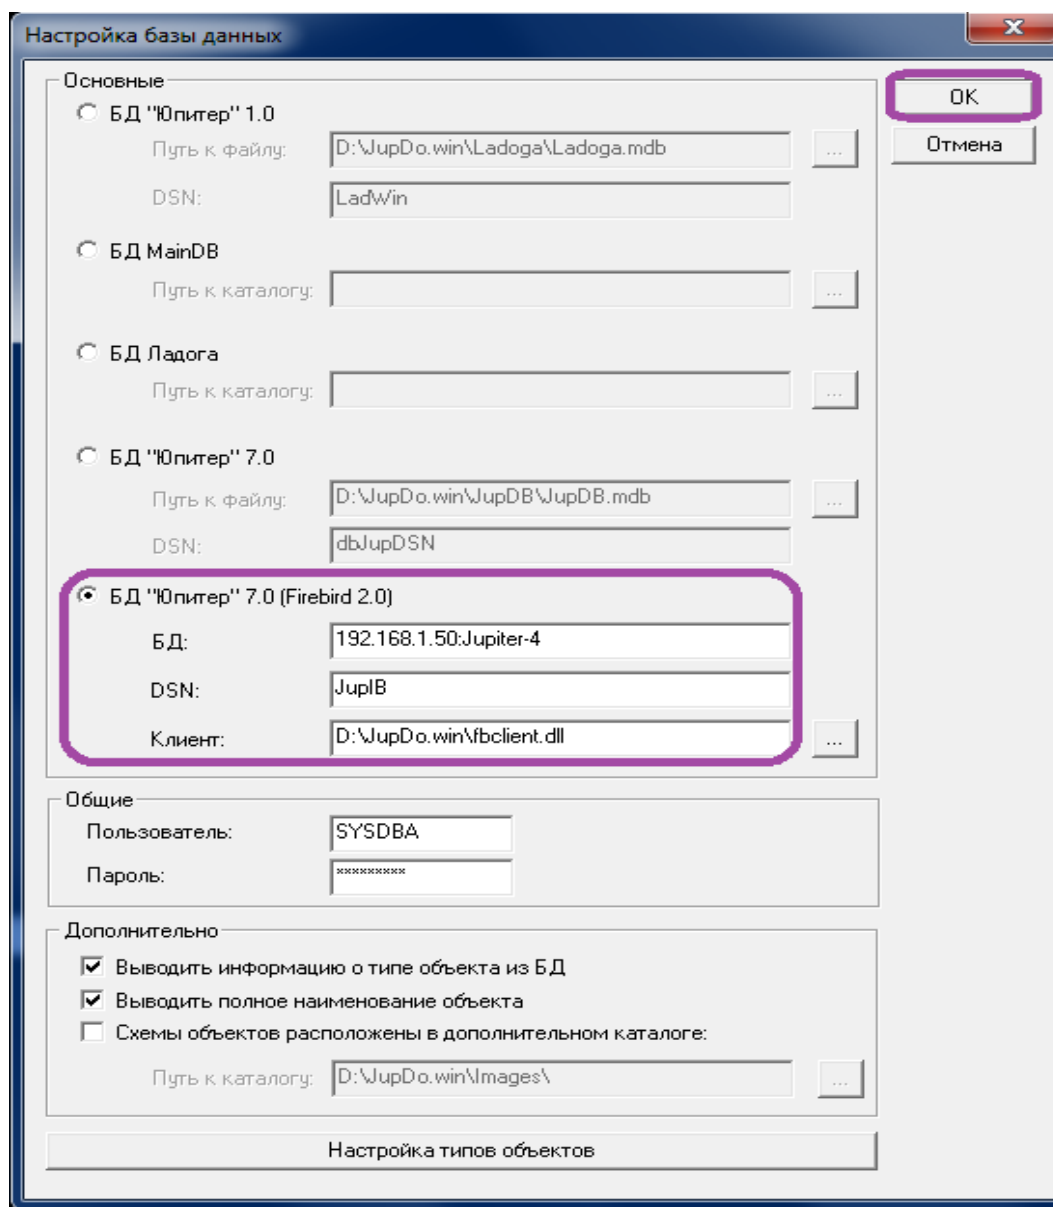 Настройка базы данных
Основные
OK
Отмена
БД "Юпитер" 1.0
Путь к файлу: D:\JupDo.win\Ladoga\Ladoga.mdb ...
DSN: LadWin
БД MainDB
Путь к каталогу: ...
БД Ладога
Путь к каталогу: ...
БД "Юпитер" 7.0
Путь к файлу: D:\JupDo.win\JupDB\JupDB.mdb ...
DSN: dbJupDSN
БД "Юпитер" 7.0 (Firebird 2.0)
БД: 192.168.1.50:Jupiter-4
DSN: JupIB
Клиент: D:\JupDo.win\fbclient.dll ...
Общие
Пользователь: SYSDBA
Пароль: *********
Дополнительно
Выводить информацию о типе объекта из БД
Выводить полное наименование объекта
Схемы объектов расположены в дополнительном каталоге:
Путь к каталогу: D:\JupDo.win\Images\ ...
Настройка типов объектов